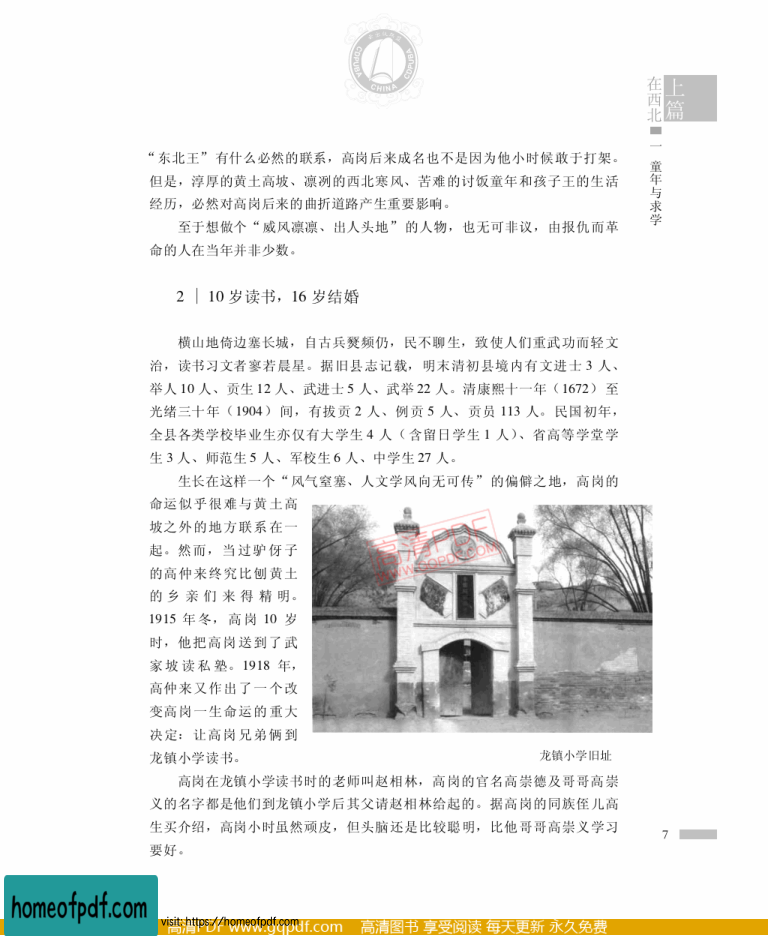 COPUBY
COPUBY
CHINA
上篇
在西北
一 童年与求学
“东北王”有什么必然的联系，高岗后来成名也不是因为他小时候敢于打架。
但是，淳厚的黄土高坡、凛冽的西北寒风、苦难的讨饭童年和孩子王的生活
经历，必然对高岗后来的曲折道路产生重要影响。
至于想做个“威风凛凛、出人头地”的人物，也无可非议，由报仇而革
命的人在当年并非少数。
2｜10 岁读书，16 岁结婚
横山地倚边塞长城，自古兵燹频仍，民不聊生，致使人们重武功而轻文
治，读书习文者寥若晨星。据旧县志记载，明末清初县境内有文进士 3 人、
举人 10 人、贡生 12 人、武进士 5 人、武举 22 人。清康熙十一年（1672）至
光绪三十年（1904）间，有拔贡 2 人、例贡 5 人、贡员 113 人。民国初年，
全县各类学校毕业生亦仅有大学生 4 人（含留日学生 1 人）、省高等学堂学
生 3 人、师范生 5 人、军校生 6 人、中学生 27 人。
生长在这样一个“风气窒塞、人文学风向无可传”的偏僻之地，高岗的
命运似乎很难与黄土高
坡之外的地方联系在一
起。然而，当过驴伢子
的高仲来终究比刨黄土
的乡亲们来得精明。
1915 年冬，高岗 10 岁
时，他把高岗送到了武
家坡读私塾。1918 年，
高仲来又作出了一个改
变高岗一生命运的重大
决定：让高岗兄弟俩到
龙镇小学读书。
高清PDF
www.gqpdf.com
龙镇小学旧址
高岗在龙镇小学读书时的老师叫赵相林，高岗的官名高崇德及哥哥高崇
义的名字都是他们到龙镇小学后其父请赵相林给起的。据高岗的同族侄儿高
生买介绍，高岗小时虽然顽皮，但头脑还是比较聪明，比他哥哥高崇义学习
要好。
7
homeofpdf.com
visit: https://homeofpdf.com
高清PDF www.gqpdf.com 高清图书 享受阅读 每天更新 永久免费